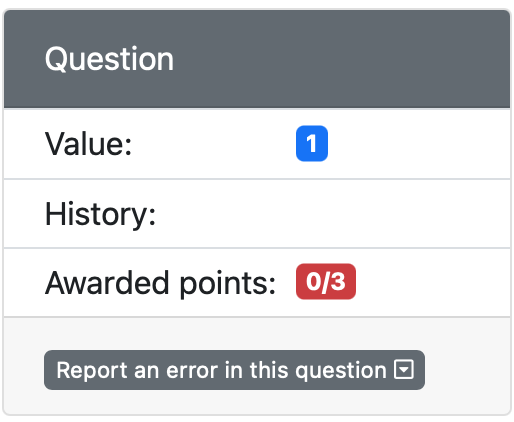 Question
Value: 1
History:
Awarded points: 0/3
Report an error in this question